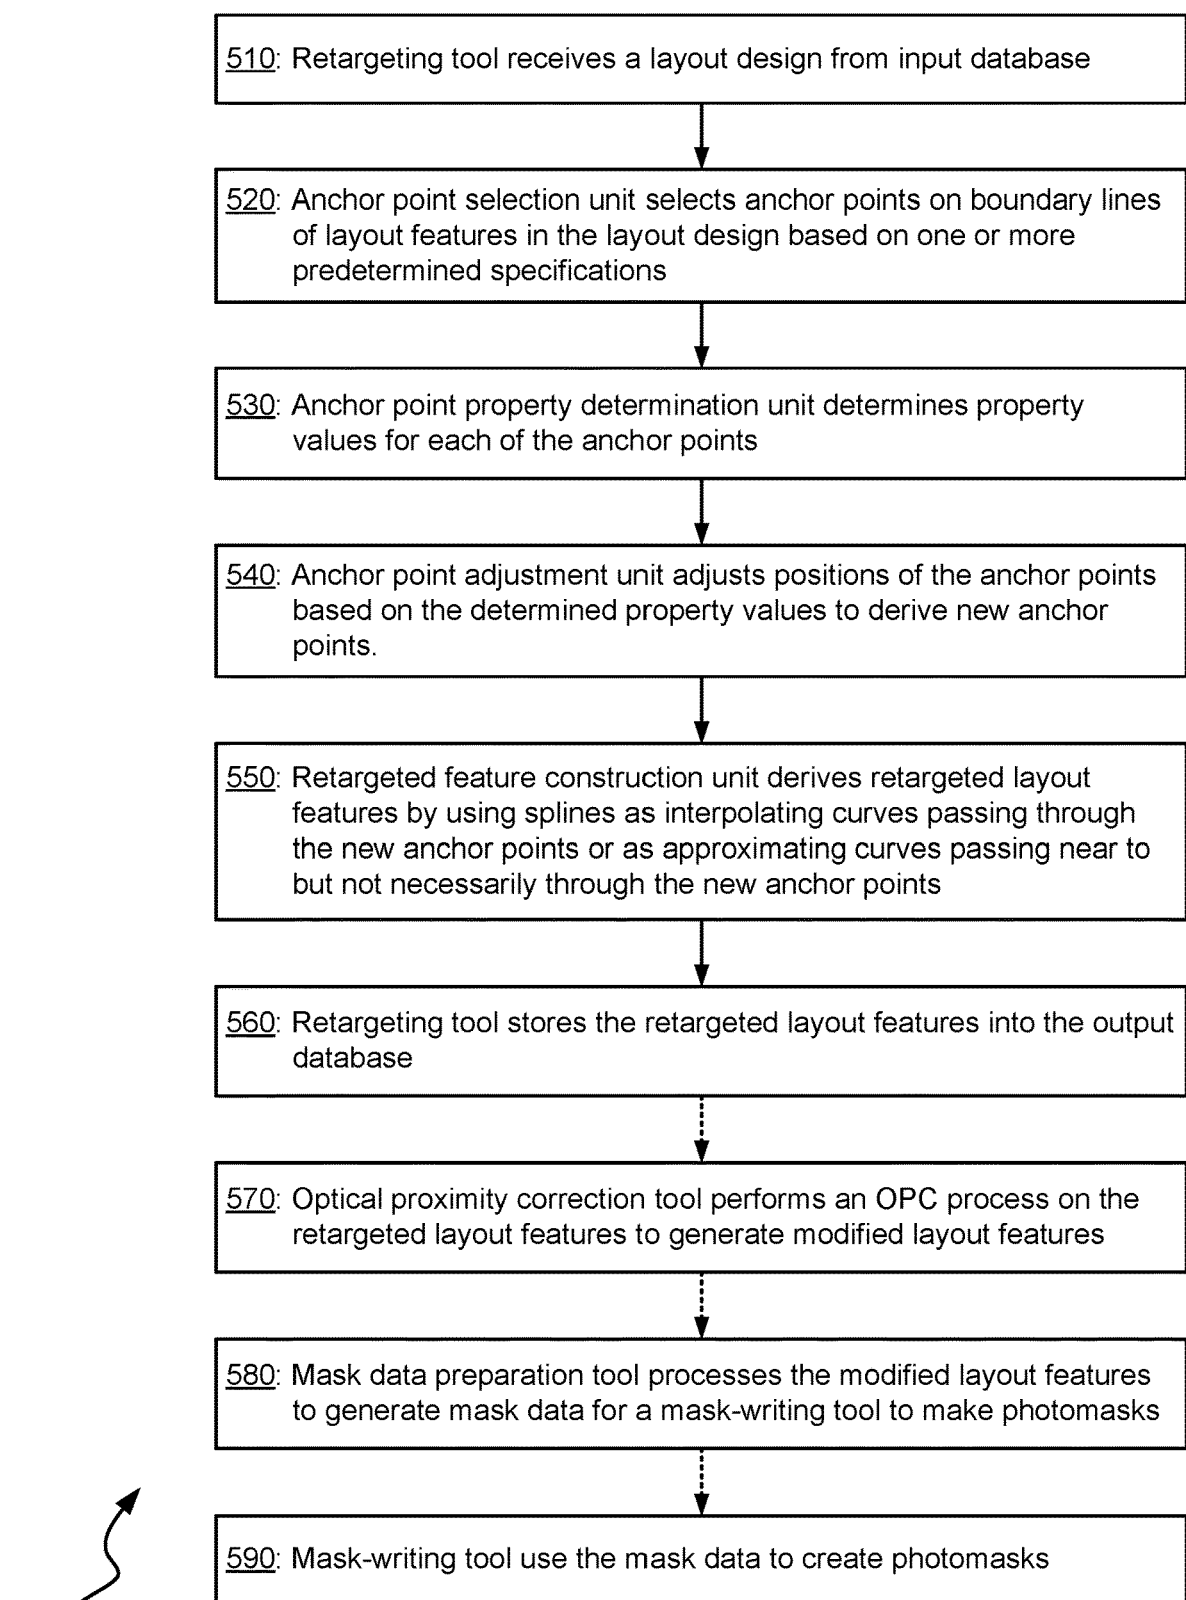 510: Retargeting tool receives a layout design from input database
520: Anchor point selection unit selects anchor points on boundary lines
of layout features in the layout design based on one or more
predetermined specifications
530: Anchor point property determination unit determines property
values for each of the anchor points
540: Anchor point adjustment unit adjusts positions of the anchor points
based on the determined property values to derive new anchor
points.
550: Retargeted feature construction unit derives retargeted layout
features by using splines as interpolating curves passing through
the new anchor points or as approximating curves passing near to
but not necessarily through the new anchor points
560: Retargeting tool stores the retargeted layout features into the output
database
570: Optical proximity correction tool performs an OPC process on the
retargeted layout features to generate modified layout features
580: Mask data preparation tool processes the modified layout features
to generate mask data for a mask-writing tool to make photomasks
590: Mask-writing tool use the mask data to create photomasks